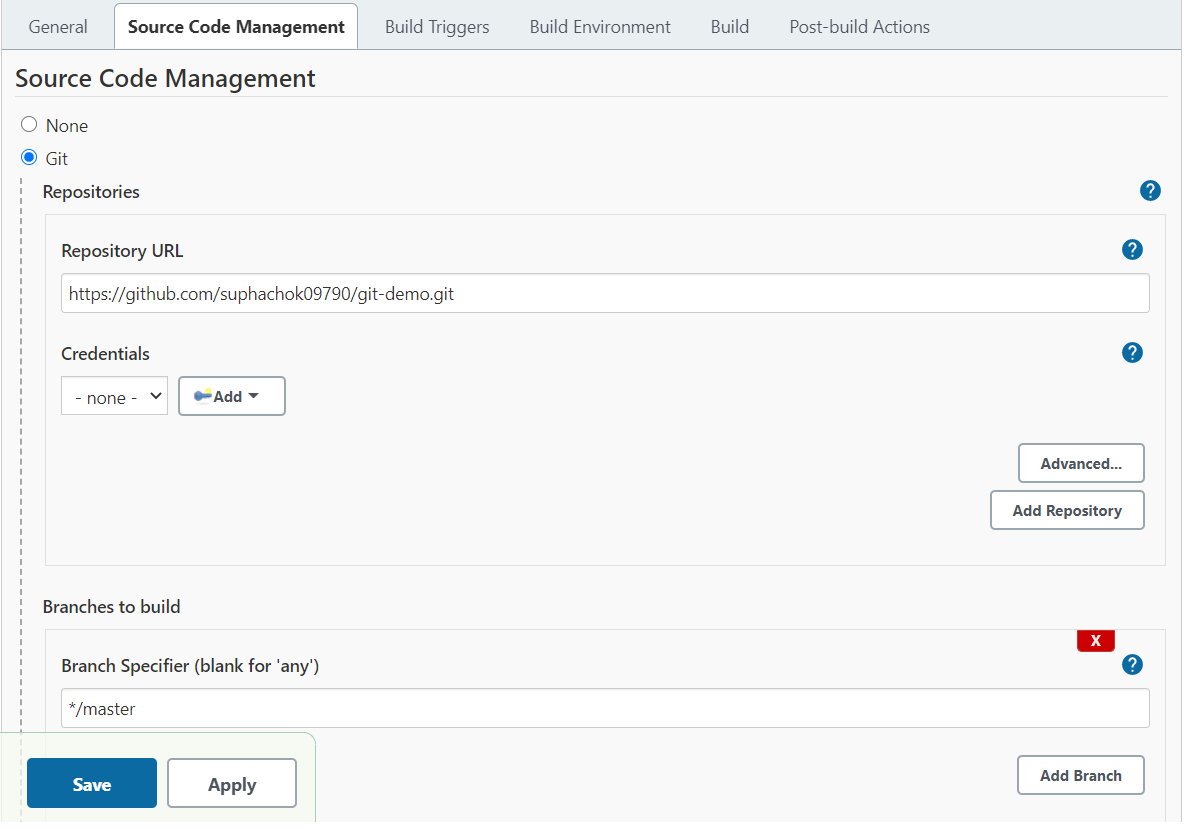 General Source Code Management Build Triggers Build Environment Build Post-build Actions
Source Code Management
None
Git
Repositories
?
Repository URL
?
https://github.com/suphachok09790/git-demo.git
Credentials
?
- none - Add
Advanced...
Add Repository
Branches to build
X
Branch Specifier (blank for 'any')
?
*/master
Save Apply Add Branch